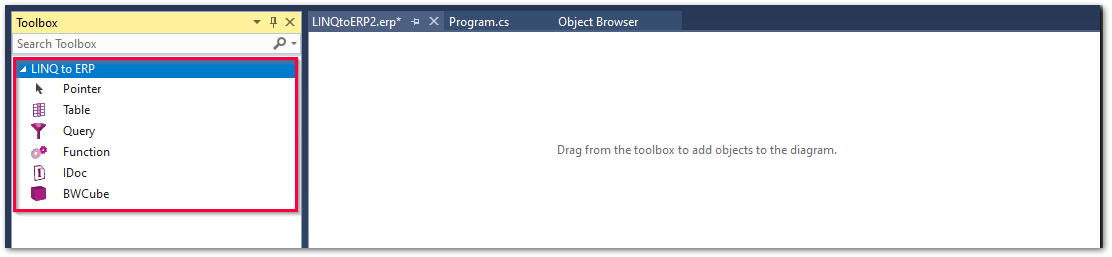 Toolbox
LINQtoERP2.erp* Program.cs Object Browser
Search Toolbox
LINQ to ERP
Pointer
Table
Query
Function
IDoc
BWCube
Drag from the toolbox to add objects to the diagram.